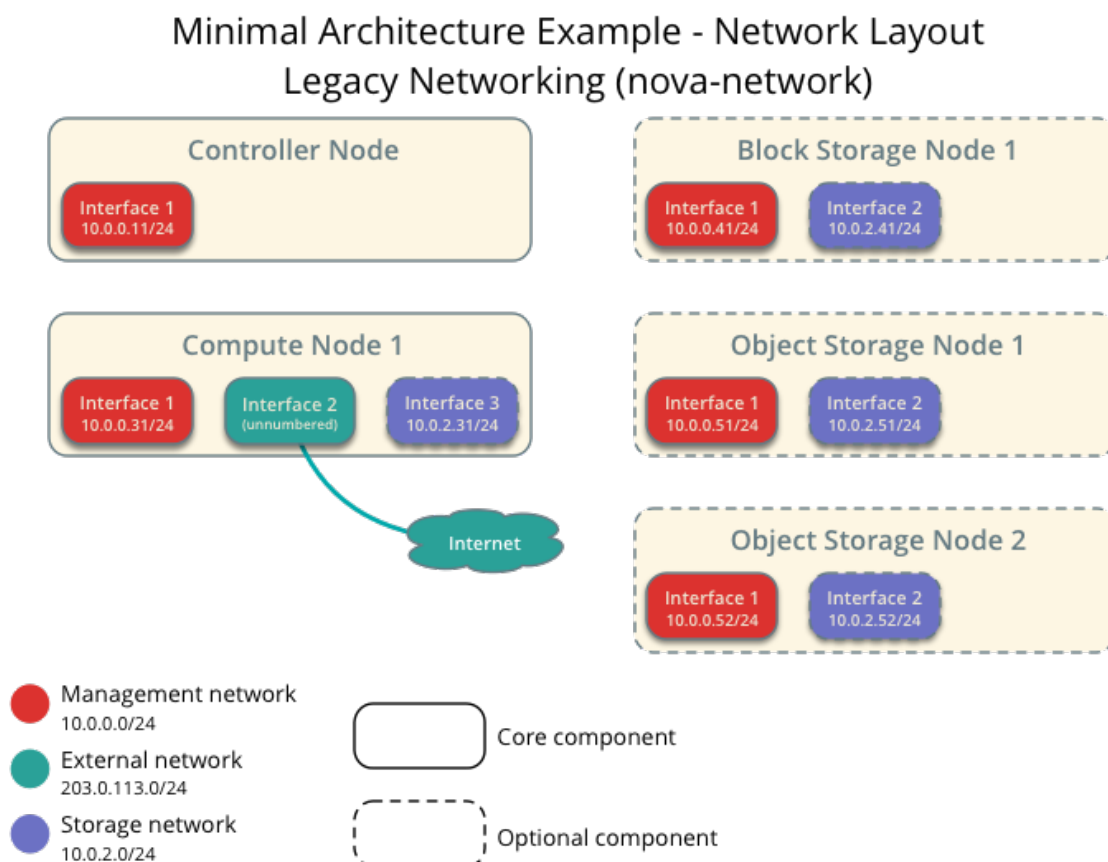 Minimal Architecture Example - Network Layout
Legacy Networking (nova-network)
Controller Node
Interface 1
10.0.0.11/24
Block Storage Node 1
Interface 1
10.0.0.41/24
Interface 2
10.0.2.41/24
Compute Node 1
Interface 1
10.0.0.31/24
Interface 2
(unnumbered)
Interface 3
10.0.2.31/24
Object Storage Node 1
Interface 1
10.0.0.51/24
Interface 2
10.0.2.51/24
Internet
Object Storage Node 2
Interface 1
10.0.0.52/24
Interface 2
10.0.2.52/24
Management network
10.0.0.0/24
External network
203.0.113.0/24
Storage network
10.0.2.0/24
Core component
Optional component